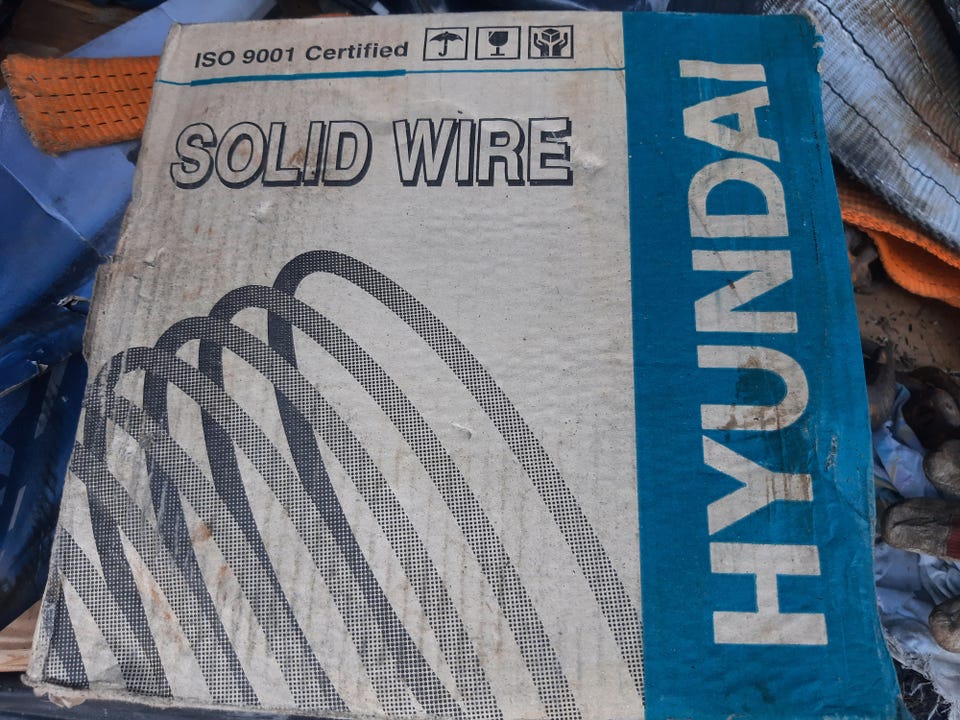 ISO 9001 Certified
SOLID WIRE
HYUNDAI